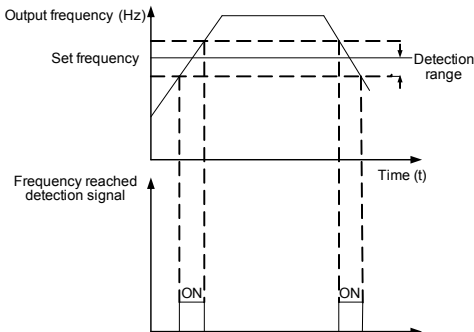 Output frequency (Hz)
Set frequency
Detection
range
Time (t)
Frequency reached
detection signal
ON
ON